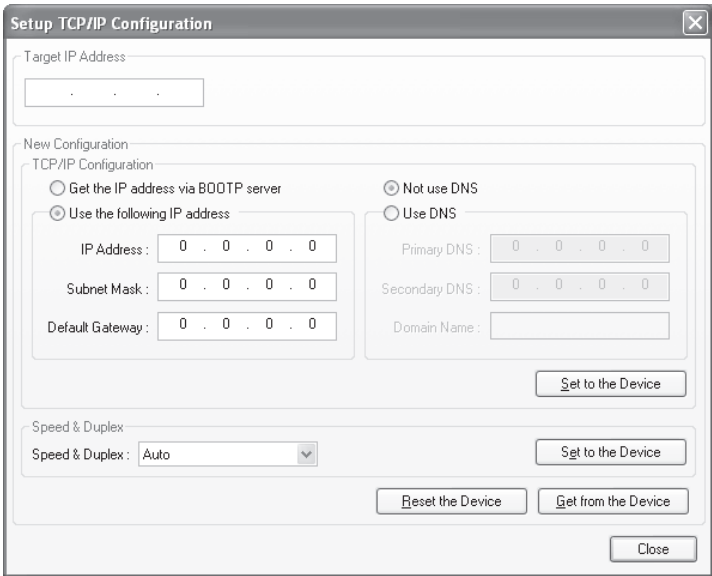 Setup TCP/IP Configuration
Target IP Address
. . .
New Configuration
TCP/IP Configuration
Get the IP address via BOOTP server
Not use DNS
Use the following IP address
Use DNS
IP Address : 0 . 0 . 0 . 0
Primary DNS : 0 . 0 . 0 . 0
Subnet Mask : 0 . 0 . 0 . 0
Secondary DNS : 0 . 0 . 0 . 0
Default Gateway : 0 . 0 . 0 . 0
Domain Name :
Set to the Device
Speed & Duplex
Speed & Duplex : Auto
Set to the Device
Reset the Device
Get from the Device
Close